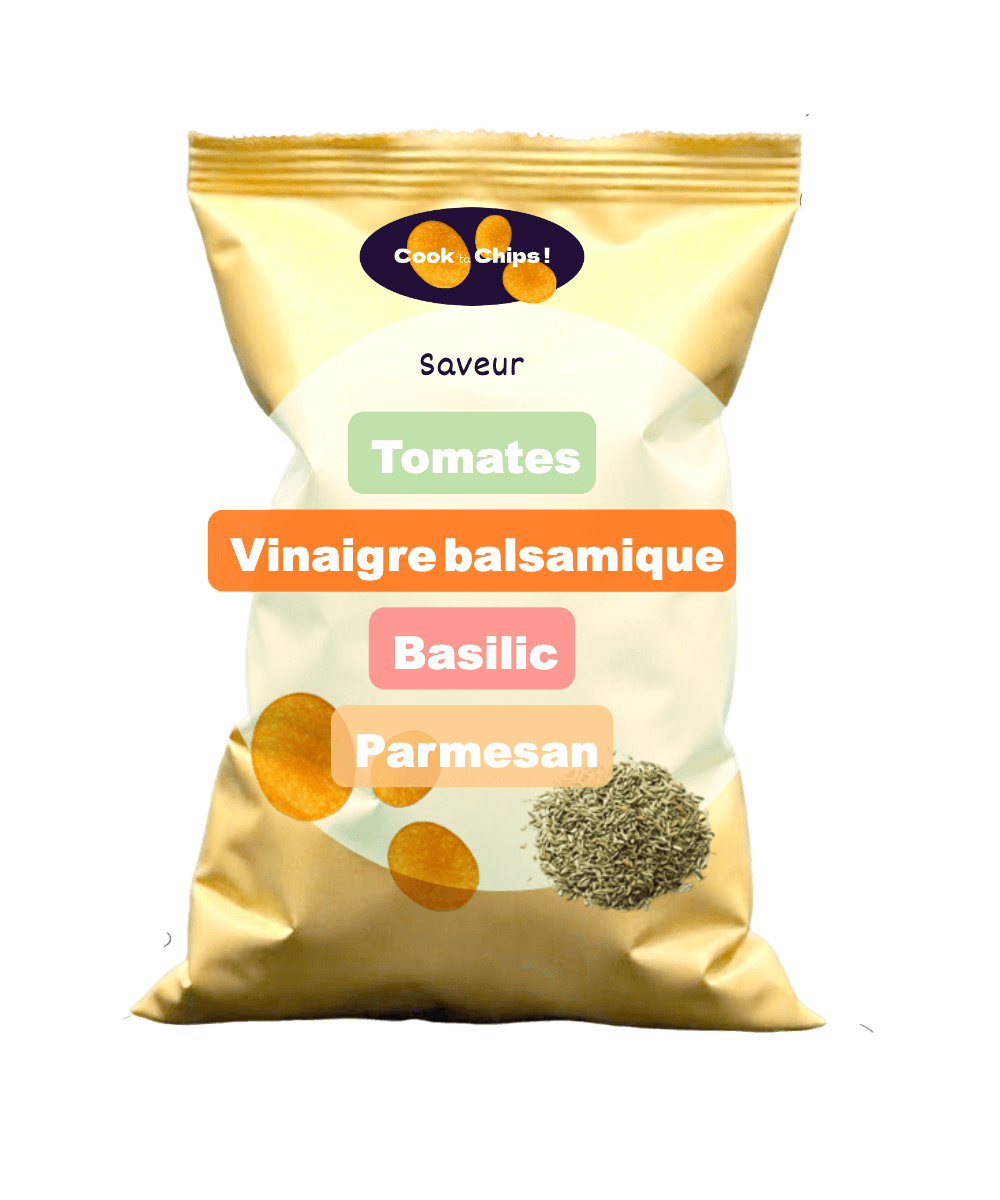 Cook ta Chips !
Saveur
Tomates
Vinaigre balsamique
Basilic
Parmesan